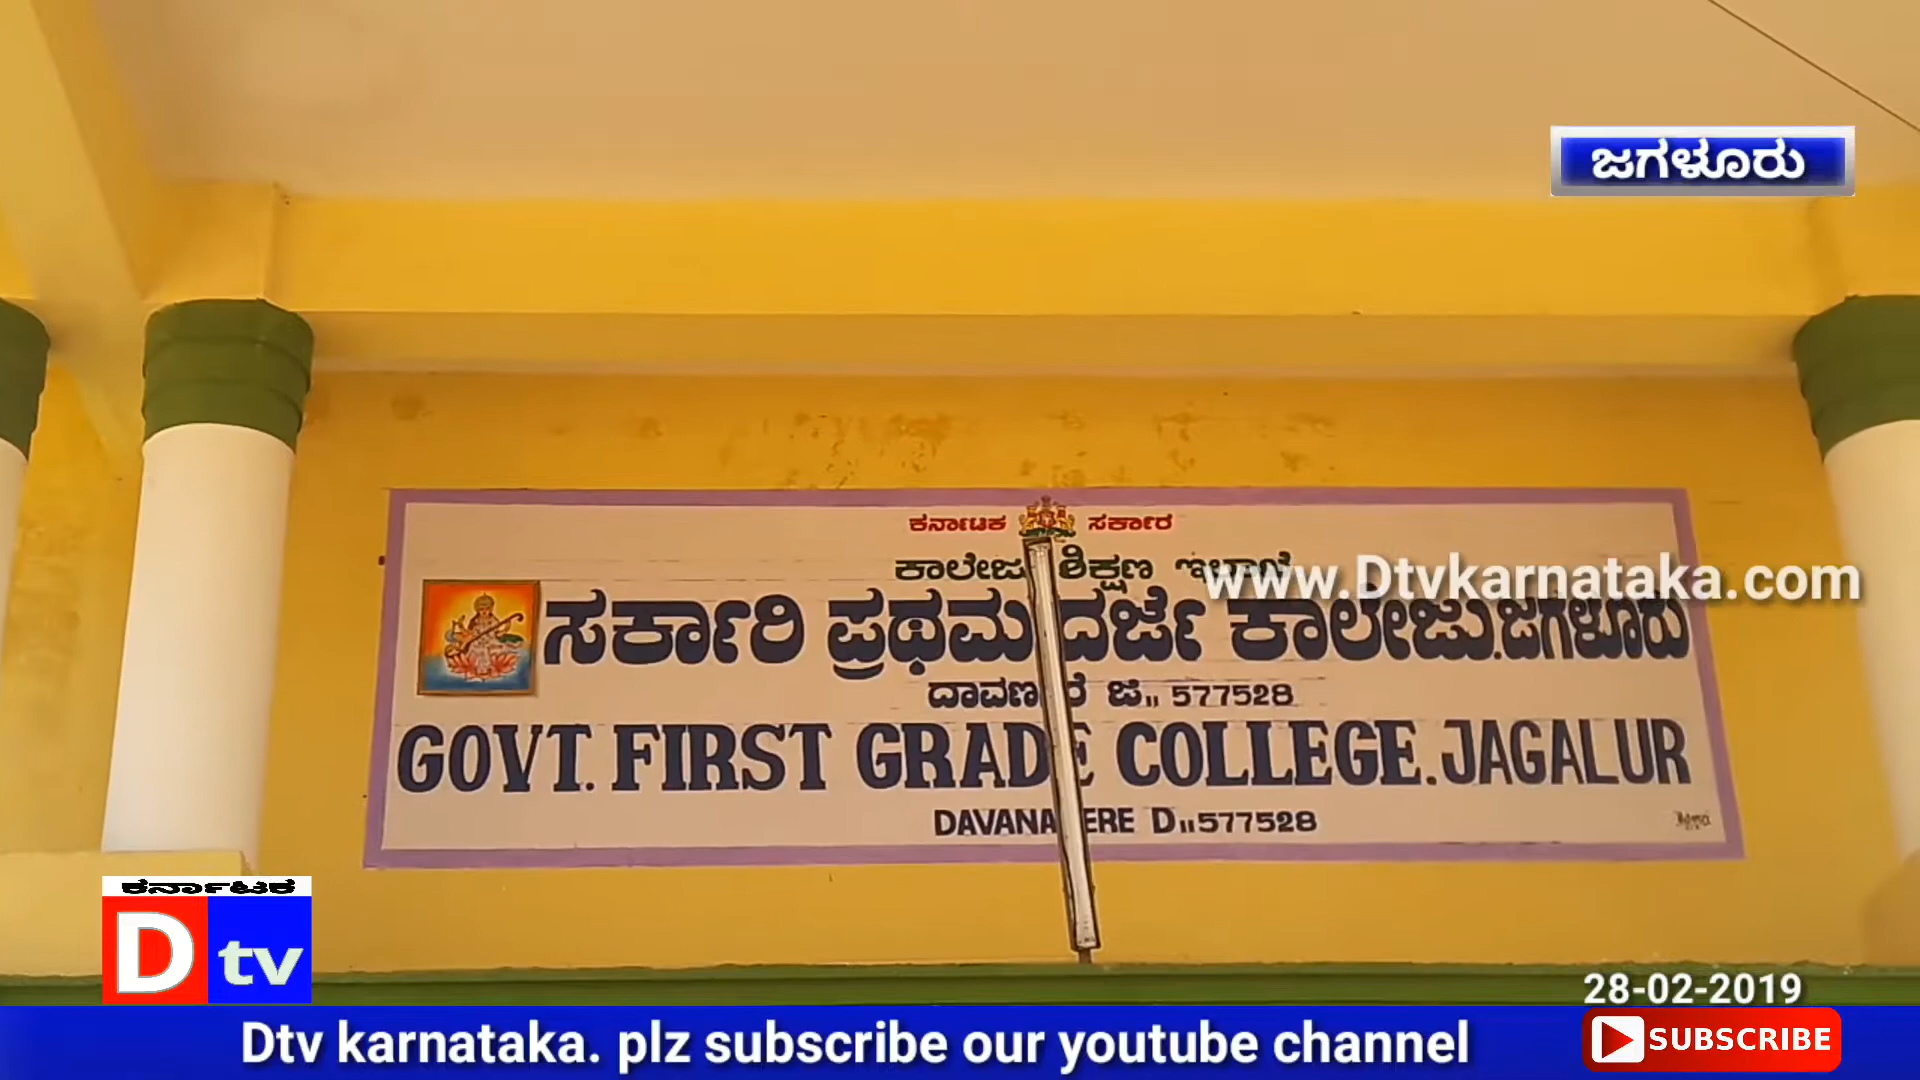 ಜಗಳೂರು
ಕರ್ನಾಟಕ ಸರ್ಕಾರ
ಕಾಲೇಜು ಶಿಕ್ಷಣ ಇಲಾಖೆ
www.Dtvkarnataka.com
ಸರ್ಕಾರಿ ಪ್ರಥಮ ದರ್ಜೆ ಕಾಲೇಜು.ಜಗಳೂರು
ದಾವಣಗೆರೆ ಜಿ॥ 577528
GOVT. FIRST GRADE COLLEGE. JAGALUR
DAVANAGERE D॥577528
ಕರ್ನಾಟಕ
D tv
28-02-2019
Dtv karnataka. plz subscribe our youtube channel
SUBSCRIBE